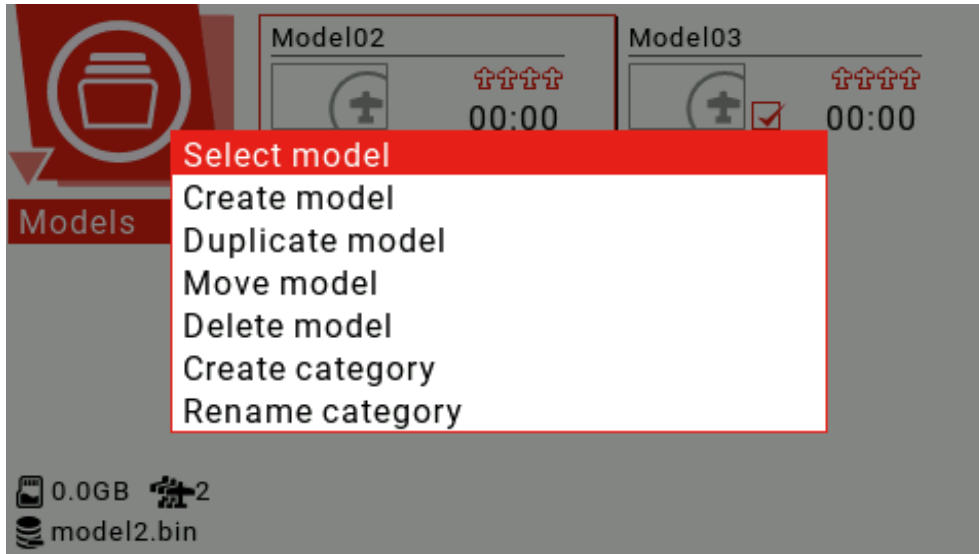 Model02
Model03
00:00
00:00
Models
Select model
Create model
Duplicate model
Move model
Delete model
Create category
Rename category
0.0GB 2
model2.bin